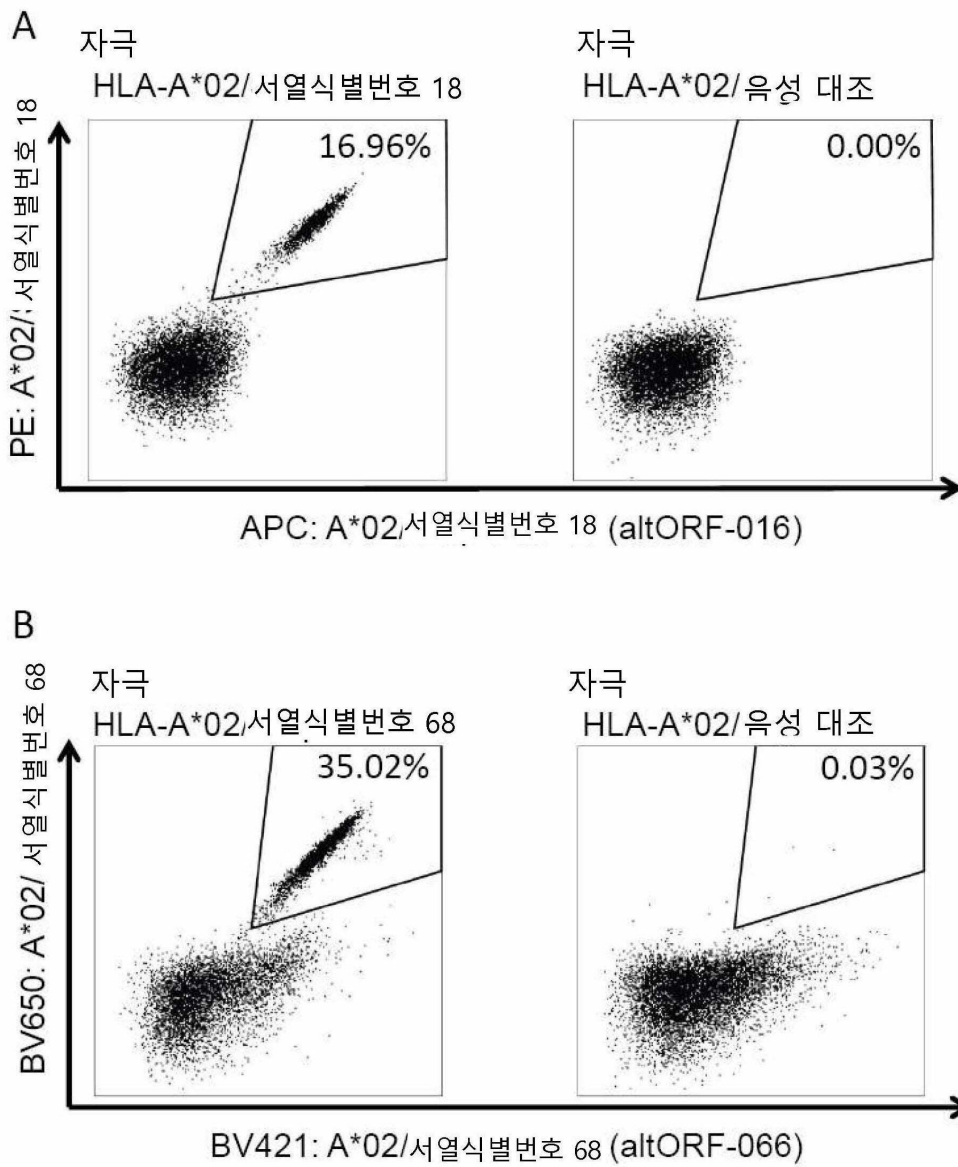 A
자극
HLA-A*02/서열식별번호 18
16.96%
자극
HLA-A*02/음성 대조
0.00%
PE: A*02/서열식별번호 18
APC: A*02/서열식별번호 18 (altORF-016)
B
자극
HLA-A*02/서열식별번호 68
35.02%
자극
HLA-A*02/음성 대조
0.03%
BV650: A*02/ 서열식별번호 68
BV421: A*02/서열식별번호 68 (altORF-066)